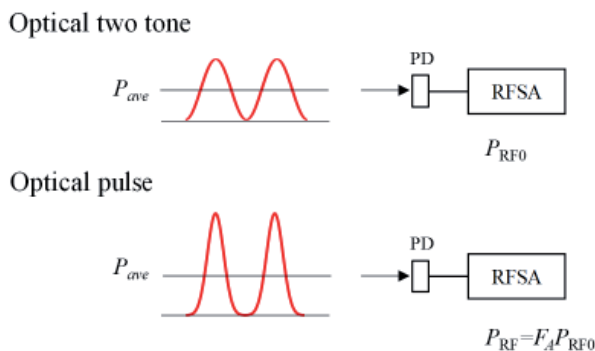 Optical two tone
PD
P_ave
RFSA
P_RF0
Optical pulse
PD
P_ave
RFSA
P_RF=F_A P_RF0